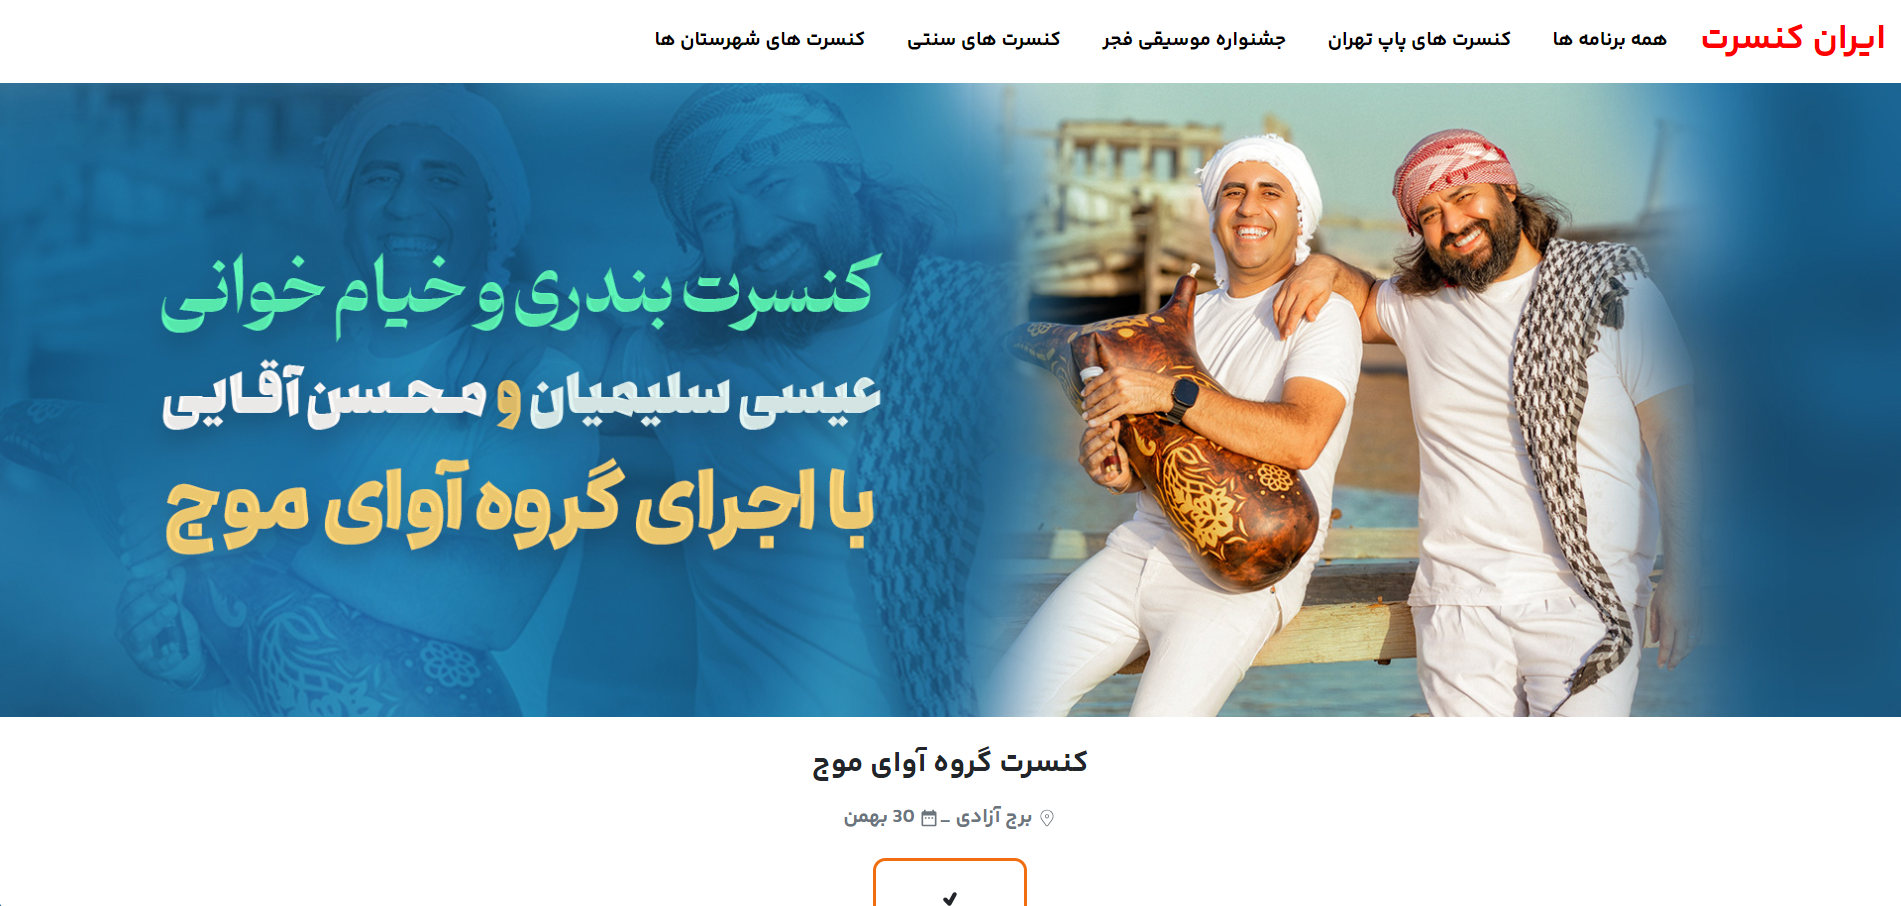 ایران کنسرت
همه برنامه ها
کنسرت های پاپ تهران
جشنواره موسیقی فجر
کنسرت های سنتی
کنسرت های شهرستان ها
کنسرت بندری و خیام خوانی
عیسی سلیمیان و محسن آقایی
با اجرای گروه آوای موج
کنسرت گروه آوای موج
برج آزادی _ 30 بهمن